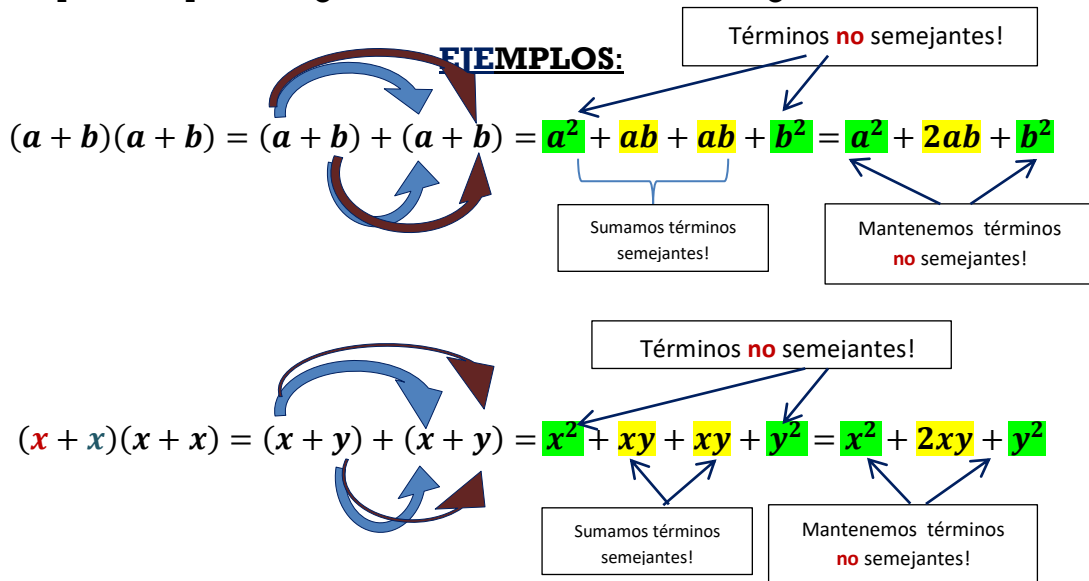 EJEMPLOS:
Términos no semejantes!
(a + b)(a + b) = (a + b) + (a + b) = a² + ab + ab + b² = a² + 2ab + b²
Sumamos términos
semejantes!
Mantenemos términos
no semejantes!
Términos no semejantes!
(x + x)(x + x) = (x + y) + (x + y) = x² + xy + xy + y² = x² + 2xy + y²
Sumamos términos
semejantes!
Mantenemos términos
no semejantes!